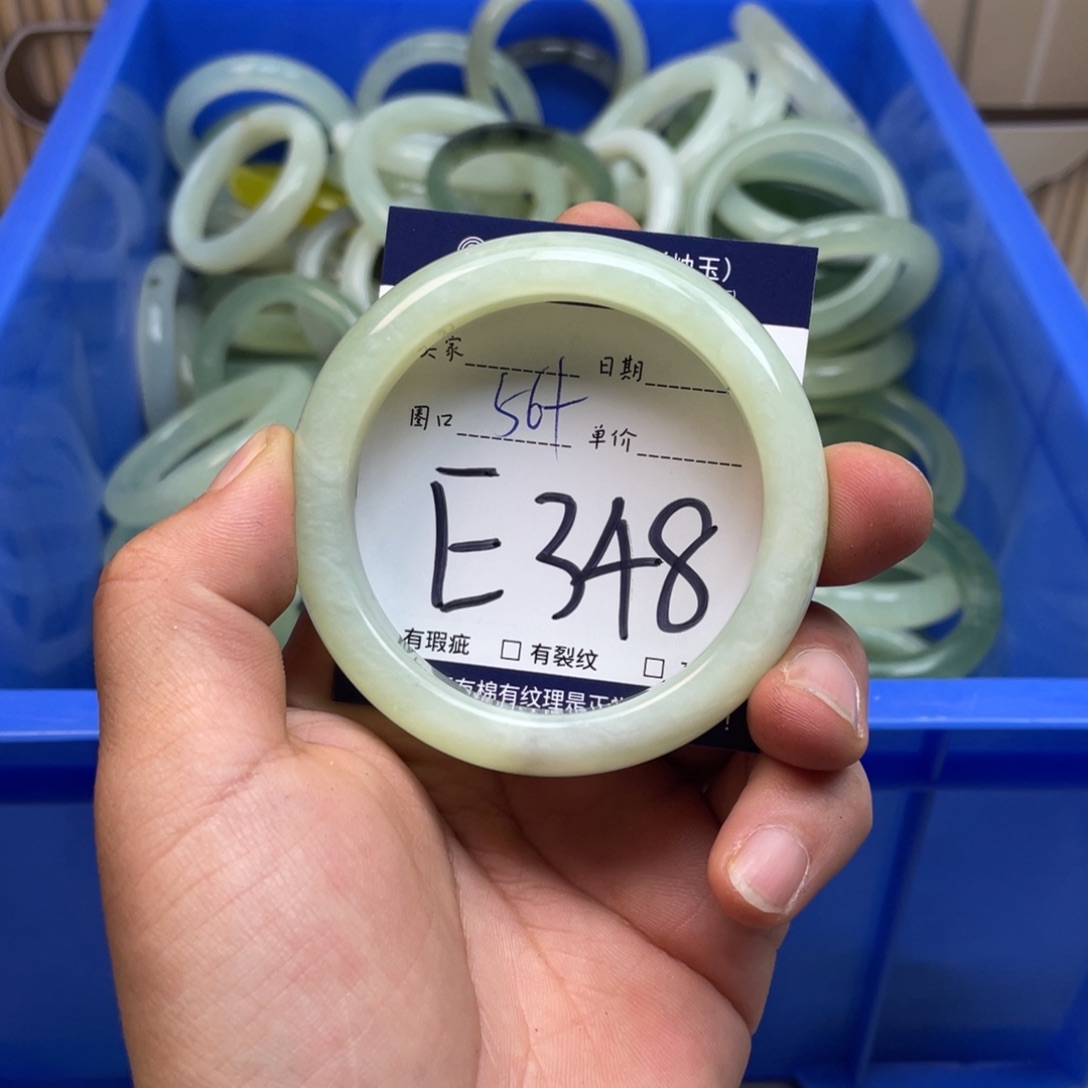 玉）
家 日期
圈口 56+ 单价
E348
有瑕疵 □ 有裂纹 □
有棉有纹理是正